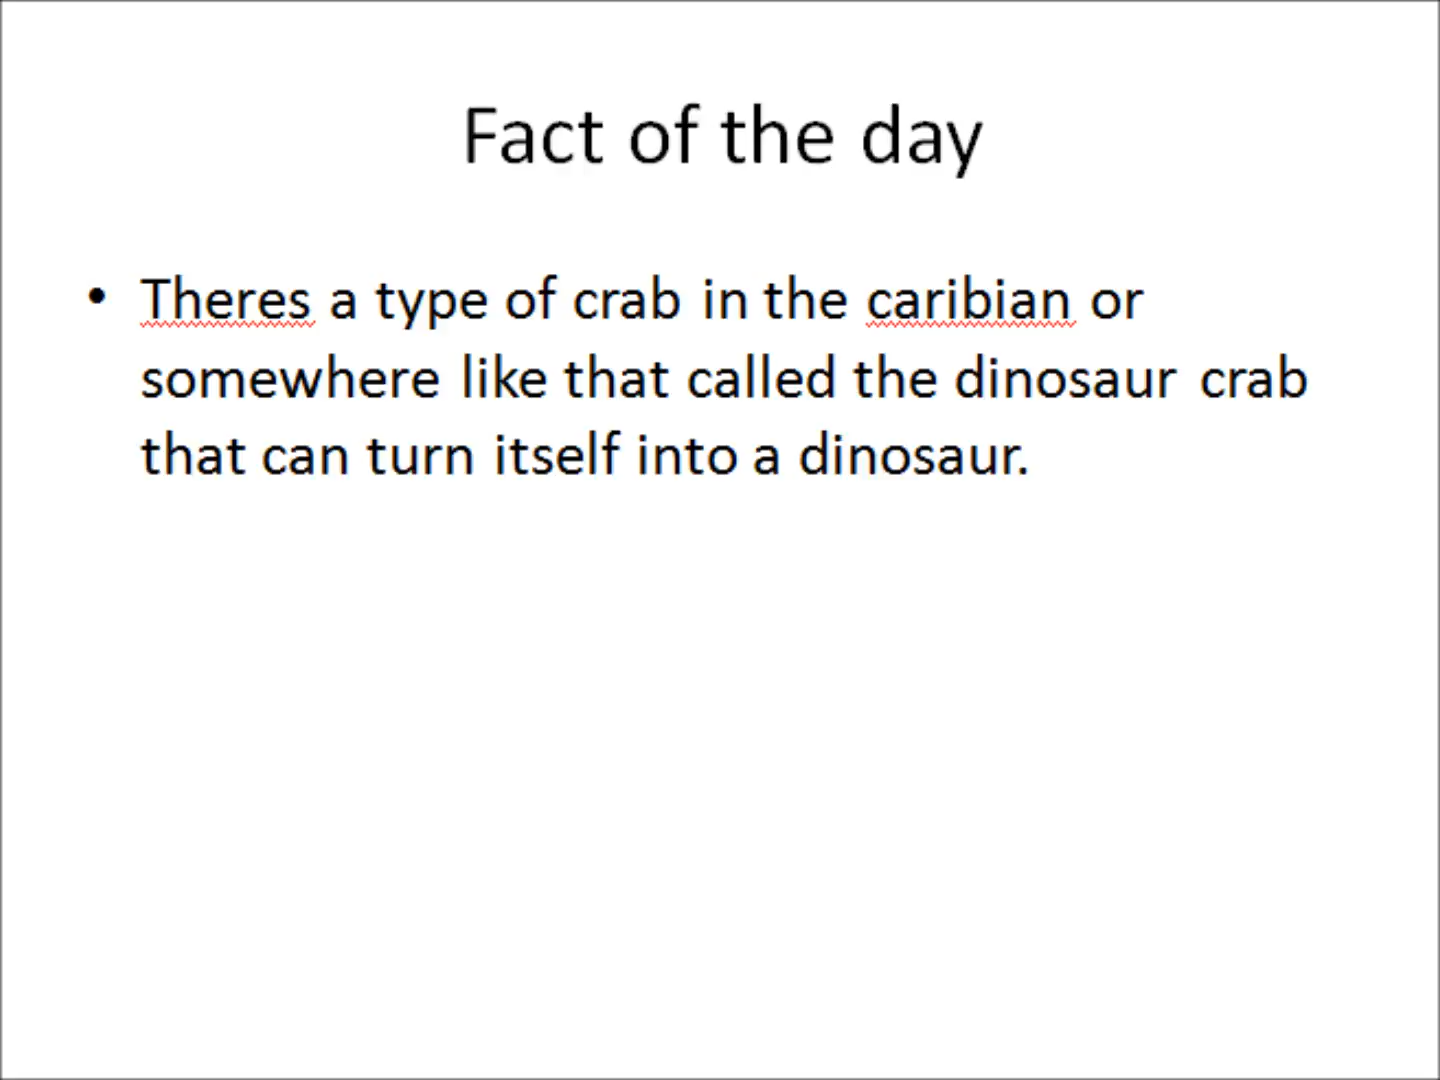 Fact of the day
• Theres a type of crab in the caribian or
somewhere like that called the dinosaur crab
that can turn itself into a dinosaur.